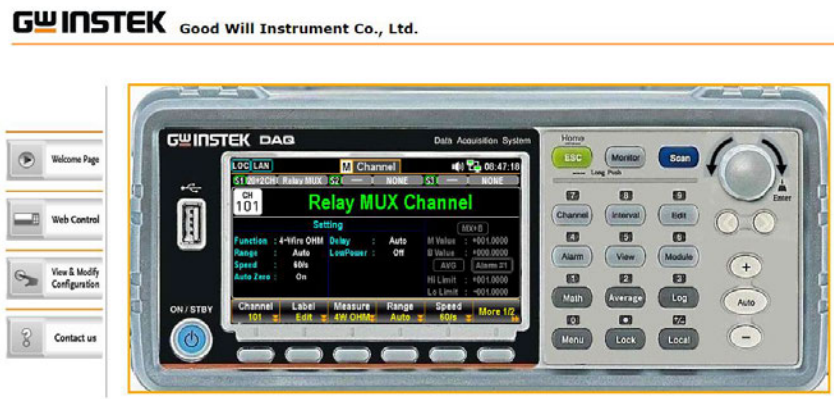 GW INSTEK Good Will Instrument Co., Ltd.
Welcome Page
Web Control
View & Modify
Configuration
Contact us
GW INSTEK DAQ Data Acquisition System
LOC LAN M Channel 08:47:18
S1 20+2CH Relay MUX S2 — NONE S3 — NONE
CH
101
Relay MUX Channel
Setting
MX+B
Function : 4-Wire OHM Delay : Auto M Value : +001.0000
Range : Auto LowPower : Off B Value : +000.0000
Speed : 60/s AVG Alarm #1
Auto Zero : On Hi Limit : +001.0000
Lo Limit : -001.0000
Channel Label Measure Range Speed More 1/2
101 Edit 4W OHM Auto 60/s
ON / STBY
Home
ESC Monitor Scan
Long Push
Enter
7 8 9
Channel Interval Edit
4 5 6
Alarm View Module
+
1 2 3
Math Average Log
Auto
0 +/-
Menu Lock Local
−